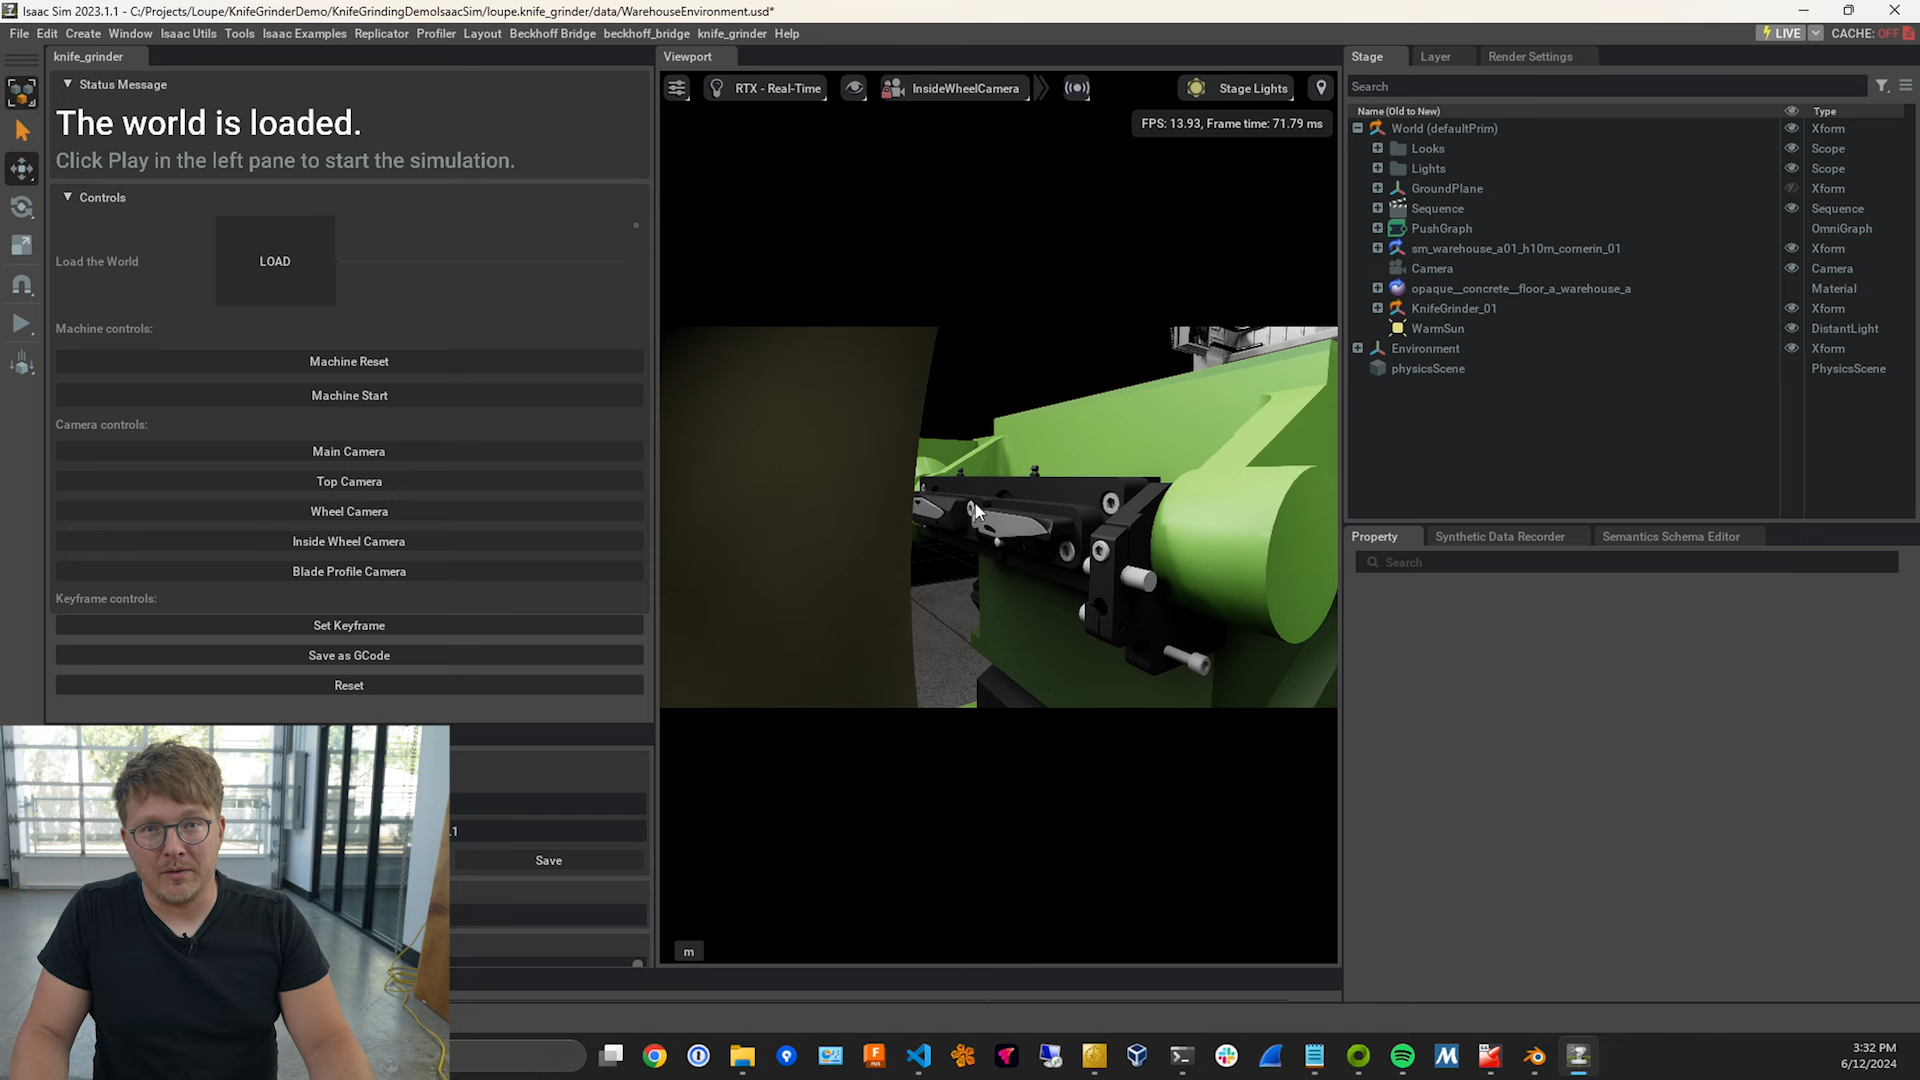 Isaac Sim 2023.1.1 - C:/Projects/Loupe/KnifeGrinderDemo/KnifeGrindingDemoIsaacSim/loupe.knife_grinder/data/WarehouseEnvironment.usd*
File Edit Create Window Isaac Utils Tools Isaac Examples Replicator Profiler Layout Beckhoff Bridge beckhoff_bridge knife_grinder Help
LIVE CACHE: OFF
knife_grinder
Status Message
The world is loaded.
Click Play in the left pane to start the simulation.
Controls
Load the World LOAD
Machine controls:
Machine Reset
Machine Start
Camera controls:
Main Camera
Top Camera
Wheel Camera
Inside Wheel Camera
Blade Profile Camera
Keyframe controls:
Set Keyframe
Save as GCode
Reset
.1
Save
Viewport
RTX - Real-Time InsideWheelCamera Stage Lights
FPS: 13.93, Frame time: 71.79 ms
m
Stage Layer Render Settings
Search
Name (Old to New) Type
World (defaultPrim) Xform
Looks Scope
Lights Scope
GroundPlane Xform
Sequence Sequence
PushGraph OmniGraph
sm_warehouse_a01_h10m_cornerin_01 Xform
Camera Camera
opaque__concrete__floor_a_warehouse_a Material
KnifeGrinder_01 Xform
WarmSun DistantLight
Environment Xform
physicsScene PhysicsScene
Property Synthetic Data Recorder Semantics Schema Editor
Search
3:32 PM
6/12/2024